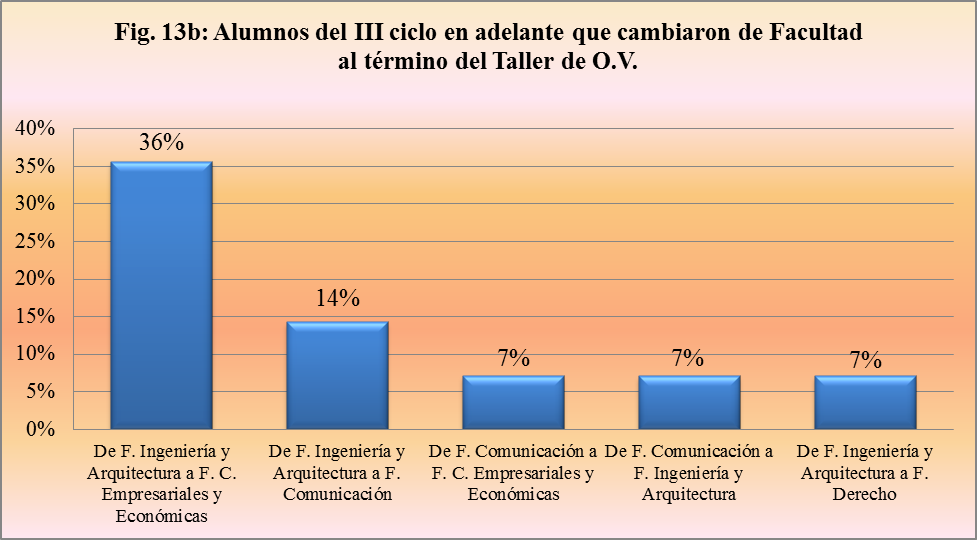 Fig. 13b: Alumnos del III ciclo en adelante que cambiaron de Facultad
al término del Taller de O.V.
40%
35%
30%
25%
20%
15%
10%
5%
0%
36%
14%
7%
7%
7%
De F. Ingeniería y
Arquitectura a F. C.
Empresariales y
Económicas
De F. Ingeniería y
Arquitectura a F.
Comunicación
De F. Comunicación a
F. C. Empresariales y
Económicas
De F. Comunicación a
F. Ingeniería y
Arquitectura
De F. Ingeniería y
Arquitectura a F.
Derecho